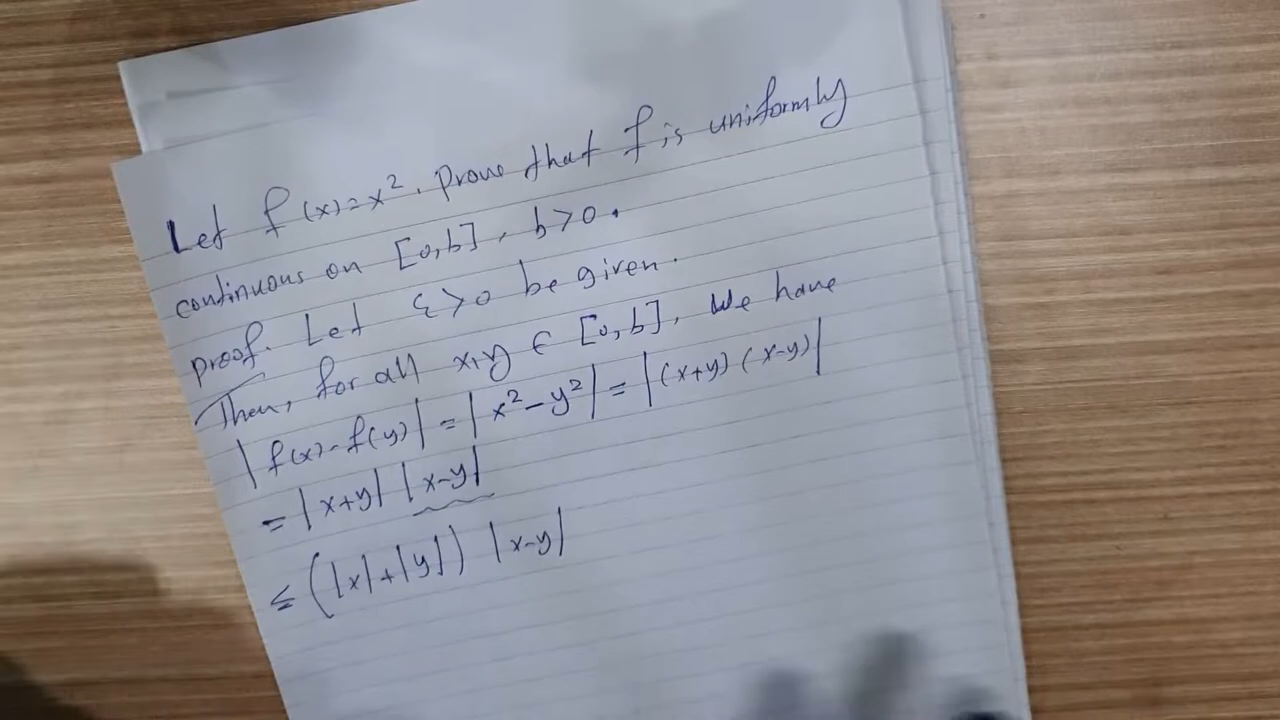 Let f(x)=x². Prove that f is uniformly
continuous on [0,b], b>0.
proof. Let ε>0 be given.
Then, for all x,y ∈ [0,b], We have
|f(x)-f(y)| = |x²-y²| = |(x+y)(x-y)|
= |x+y| |x-y|
≤ (|x|+|y|) |x-y|